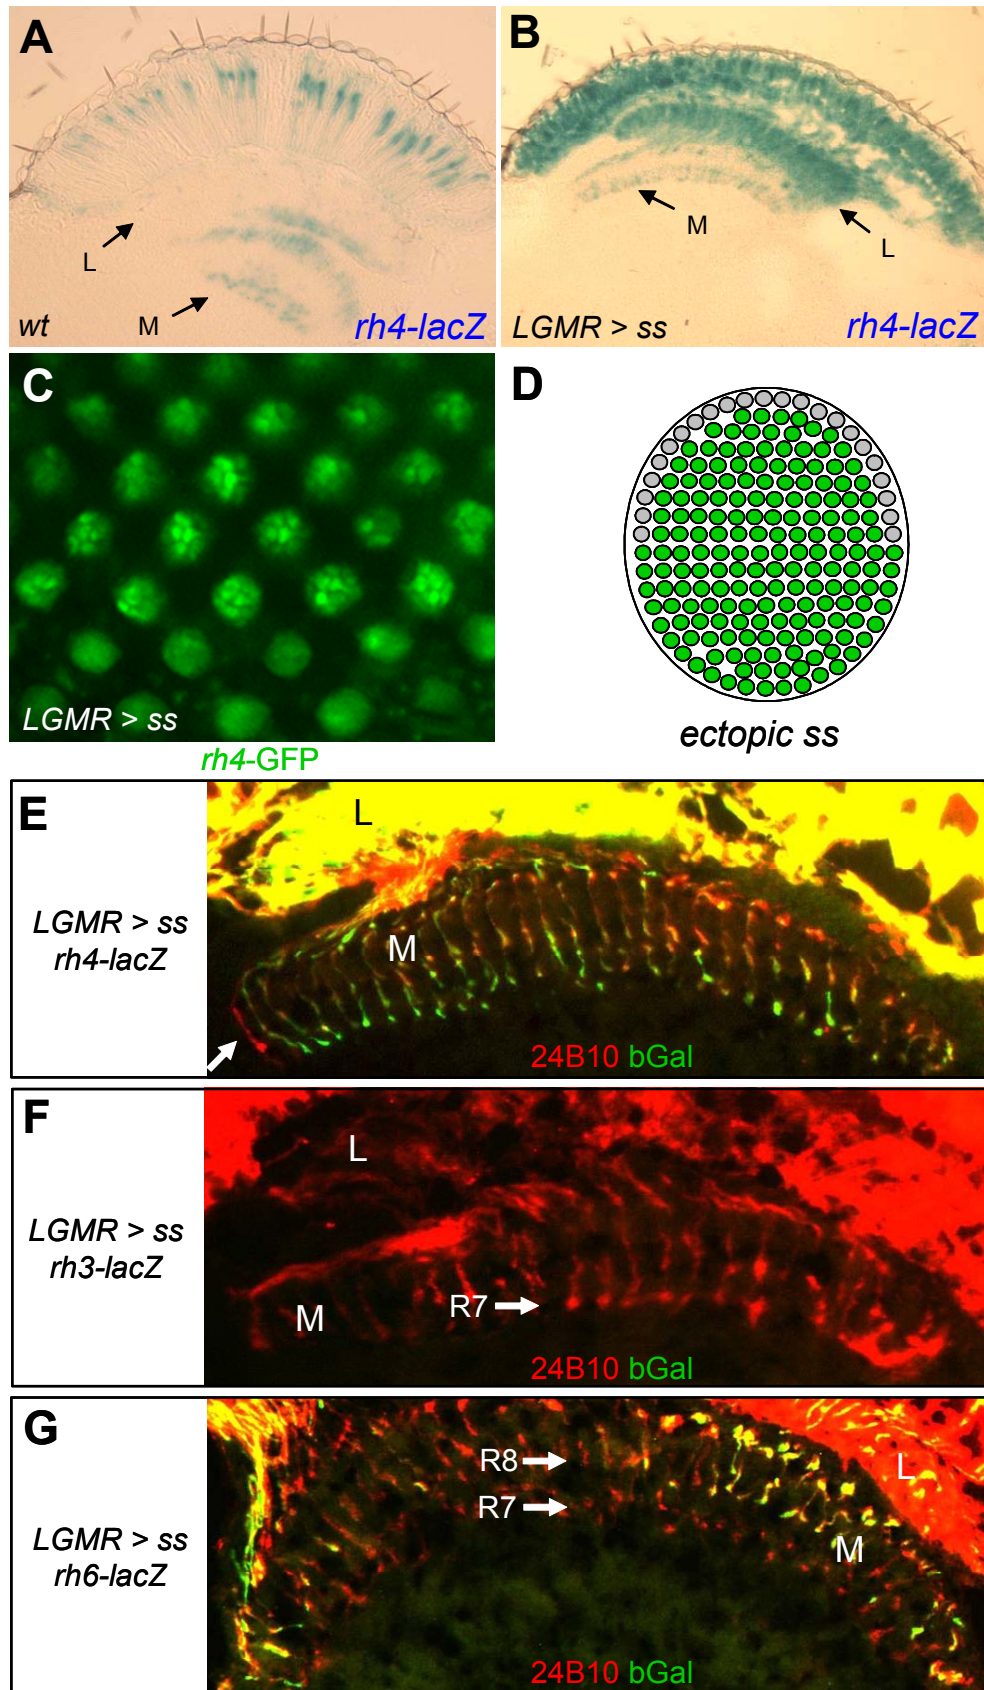 A
L
M
wt
rh4-lacZ
B
M
L
LGMR > ss
rh4-lacZ
C
LGMR > ss
rh4-GFP
D
ectopic ss
E
LGMR > ss
rh4-lacZ
L
M
24B10 bGal
F
LGMR > ss
rh3-lacZ
L
M
R7
24B10 bGal
G
LGMR > ss
rh6-lacZ
R8
R7
L
M
24B10 bGal